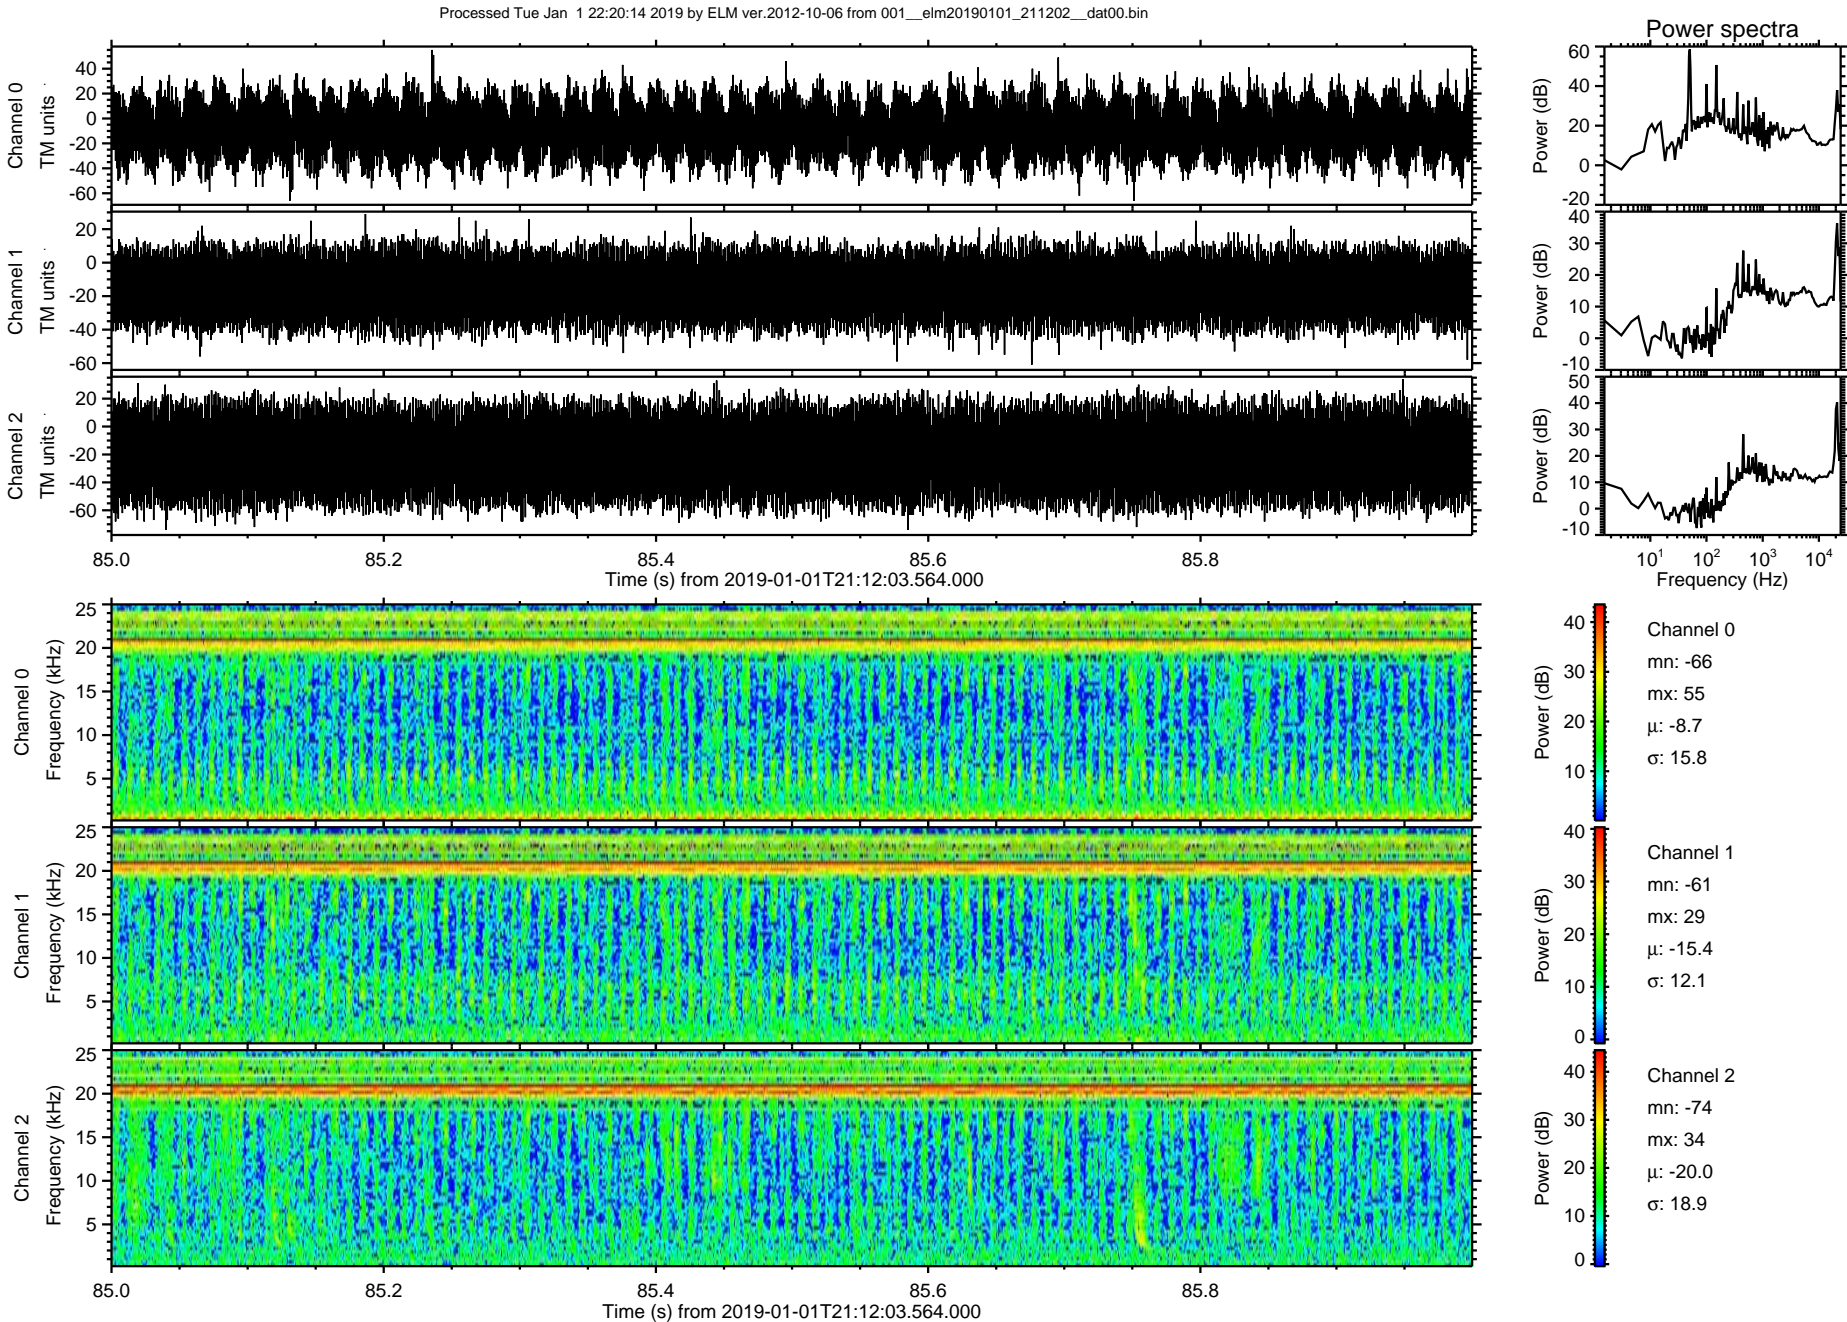 Processed Tue Jan  1 22:20:14 2019 by ELM ver.2012-10-06 from 001__elm20190101_211202__dat00.bin
Power spectra
Channel 0
TM units
40
20
0
-20
-40
-60
Power (dB)
60
40
20
0
-20
Channel 1
TM units
20
0
-20
-40
-60
Power (dB)
40
30
20
10
0
-10
Channel 2
TM units
20
0
-20
-40
-60
Power (dB)
50
40
30
20
10
0
-10
85.0 85.2 85.4 85.6 85.8
Time (s) from 2019-01-01T21:12:03.564.000
10^1 10^2 10^3 10^4
Frequency (Hz)
Channel 0
Frequency (kHz)
25
20
15
10
5
Power (dB)
40
30
20
10
Channel 0
mn: -66
mx: 55
μ: -8.7
σ: 15.8
Channel 1
Frequency (kHz)
25
20
15
10
5
Power (dB)
40
30
20
10
0
Channel 1
mn: -61
mx: 29
μ: -15.4
σ: 12.1
Channel 2
Frequency (kHz)
25
20
15
10
5
Power (dB)
40
30
20
10
0
Channel 2
mn: -74
mx: 34
μ: -20.0
σ: 18.9
85.0 85.2 85.4 85.6 85.8
Time (s) from 2019-01-01T21:12:03.564.000